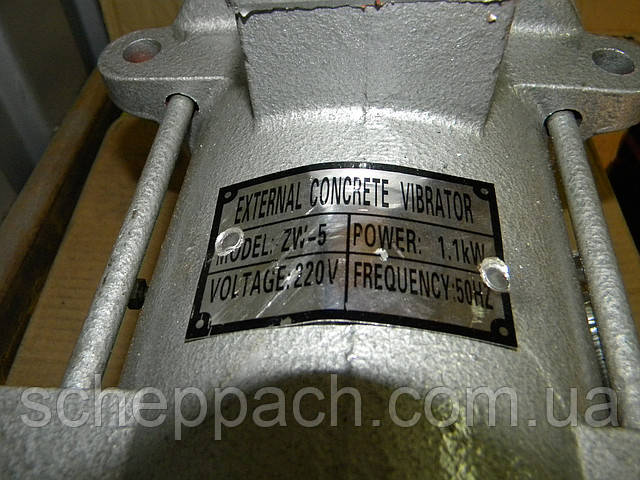 EXTERNAL CONCRETE VIBRATOR
MODEL: ZW-5 POWER: 1.1kW
VOLTAGE:220V FREQUENCY:50HZ
scheppach.com.ua